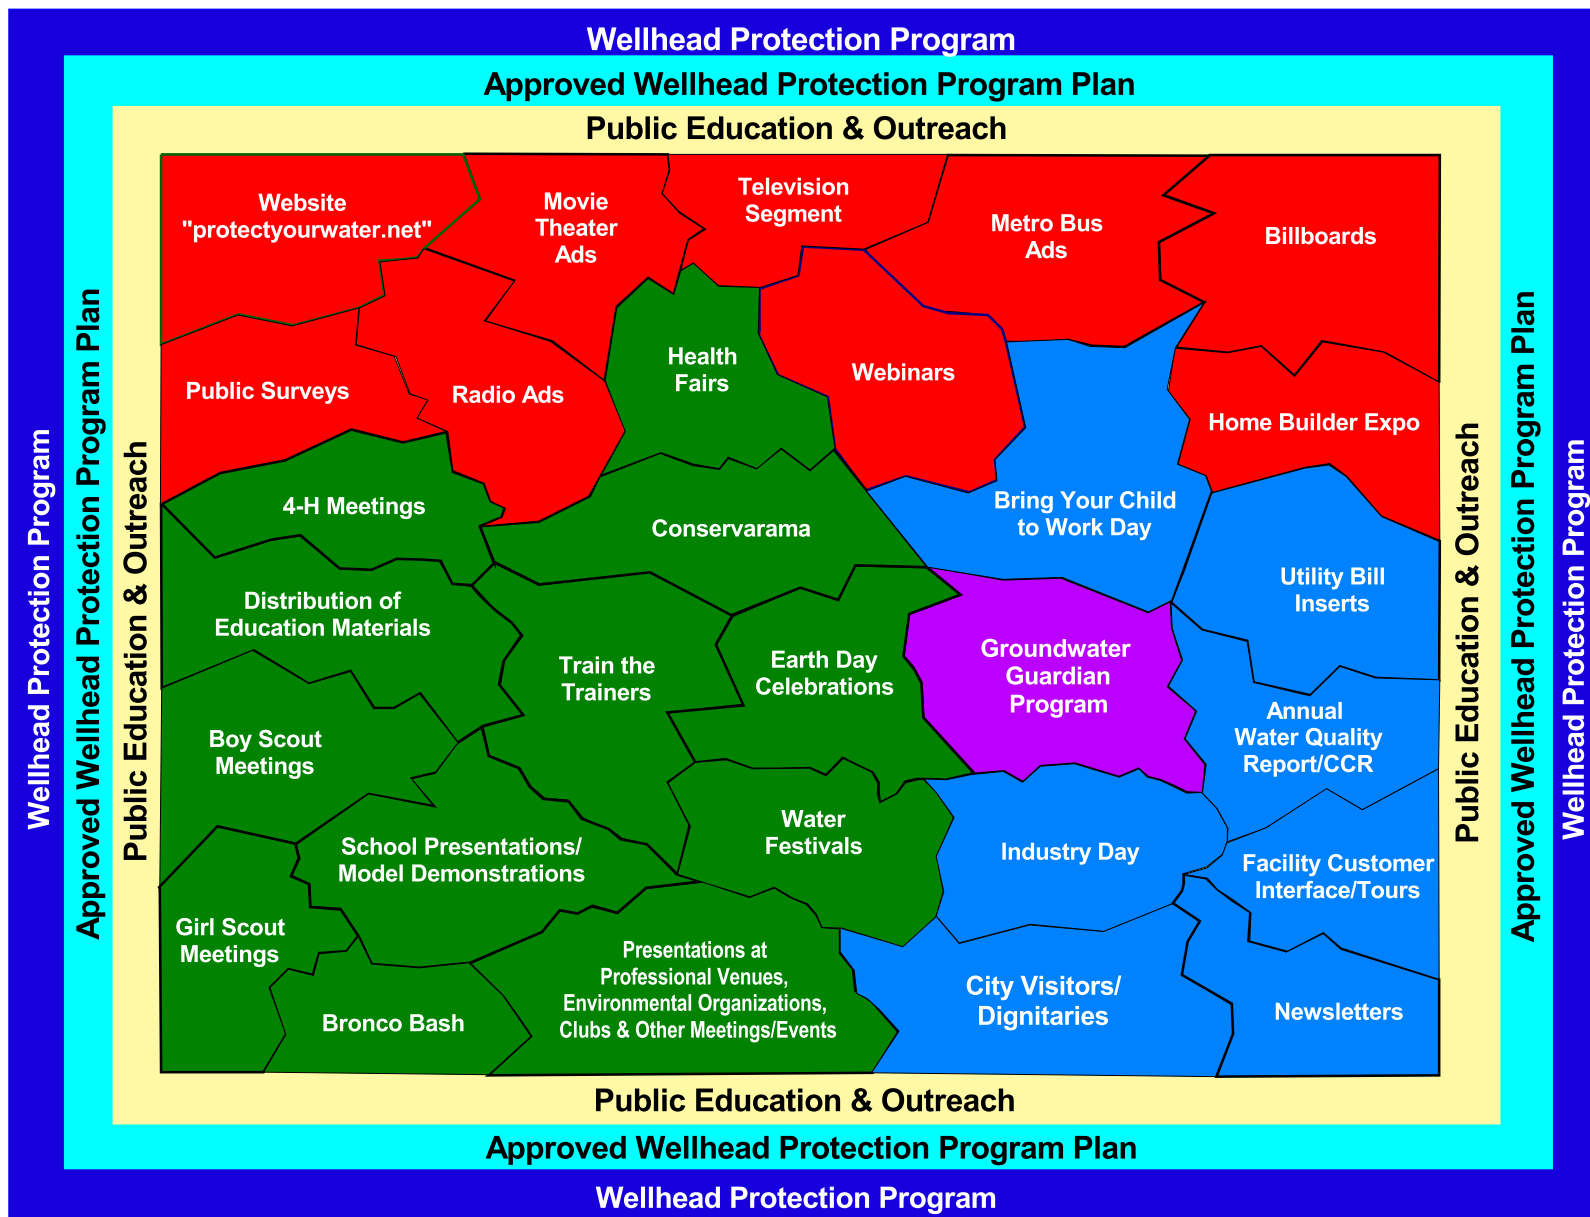 Wellhead Protection Program
Approved Wellhead Protection Program Plan
Public Education & Outreach
Wellhead Protection Program
Approved Wellhead Protection Program Plan
Public Education & Outreach
Website
"protectyourwater.net"
Movie
Theater
Ads
Television
Segment
Metro Bus
Ads
Billboards
Public Surveys
Radio Ads
Health
Fairs
Webinars
Home Builder Expo
4-H Meetings
Conservarama
Bring Your Child
to Work Day
Utility Bill
Inserts
Distribution of
Education Materials
Train the
Trainers
Earth Day
Celebrations
Groundwater
Guardian
Program
Annual
Water Quality
Report/CCR
Boy Scout
Meetings
School Presentations/
Model Demonstrations
Water
Festivals
Industry Day
Facility Customer
Interface/Tours
Girl Scout
Meetings
Bronco Bash
Presentations at
Professional Venues,
Environmental Organizations,
Clubs & Other Meetings/Events
City Visitors/
Dignitaries
Newsletters
Public Education & Outreach
Approved Wellhead Protection Program Plan
Wellhead Protection Program
Public Education & Outreach
Approved Wellhead Protection Program Plan
Wellhead Protection Program